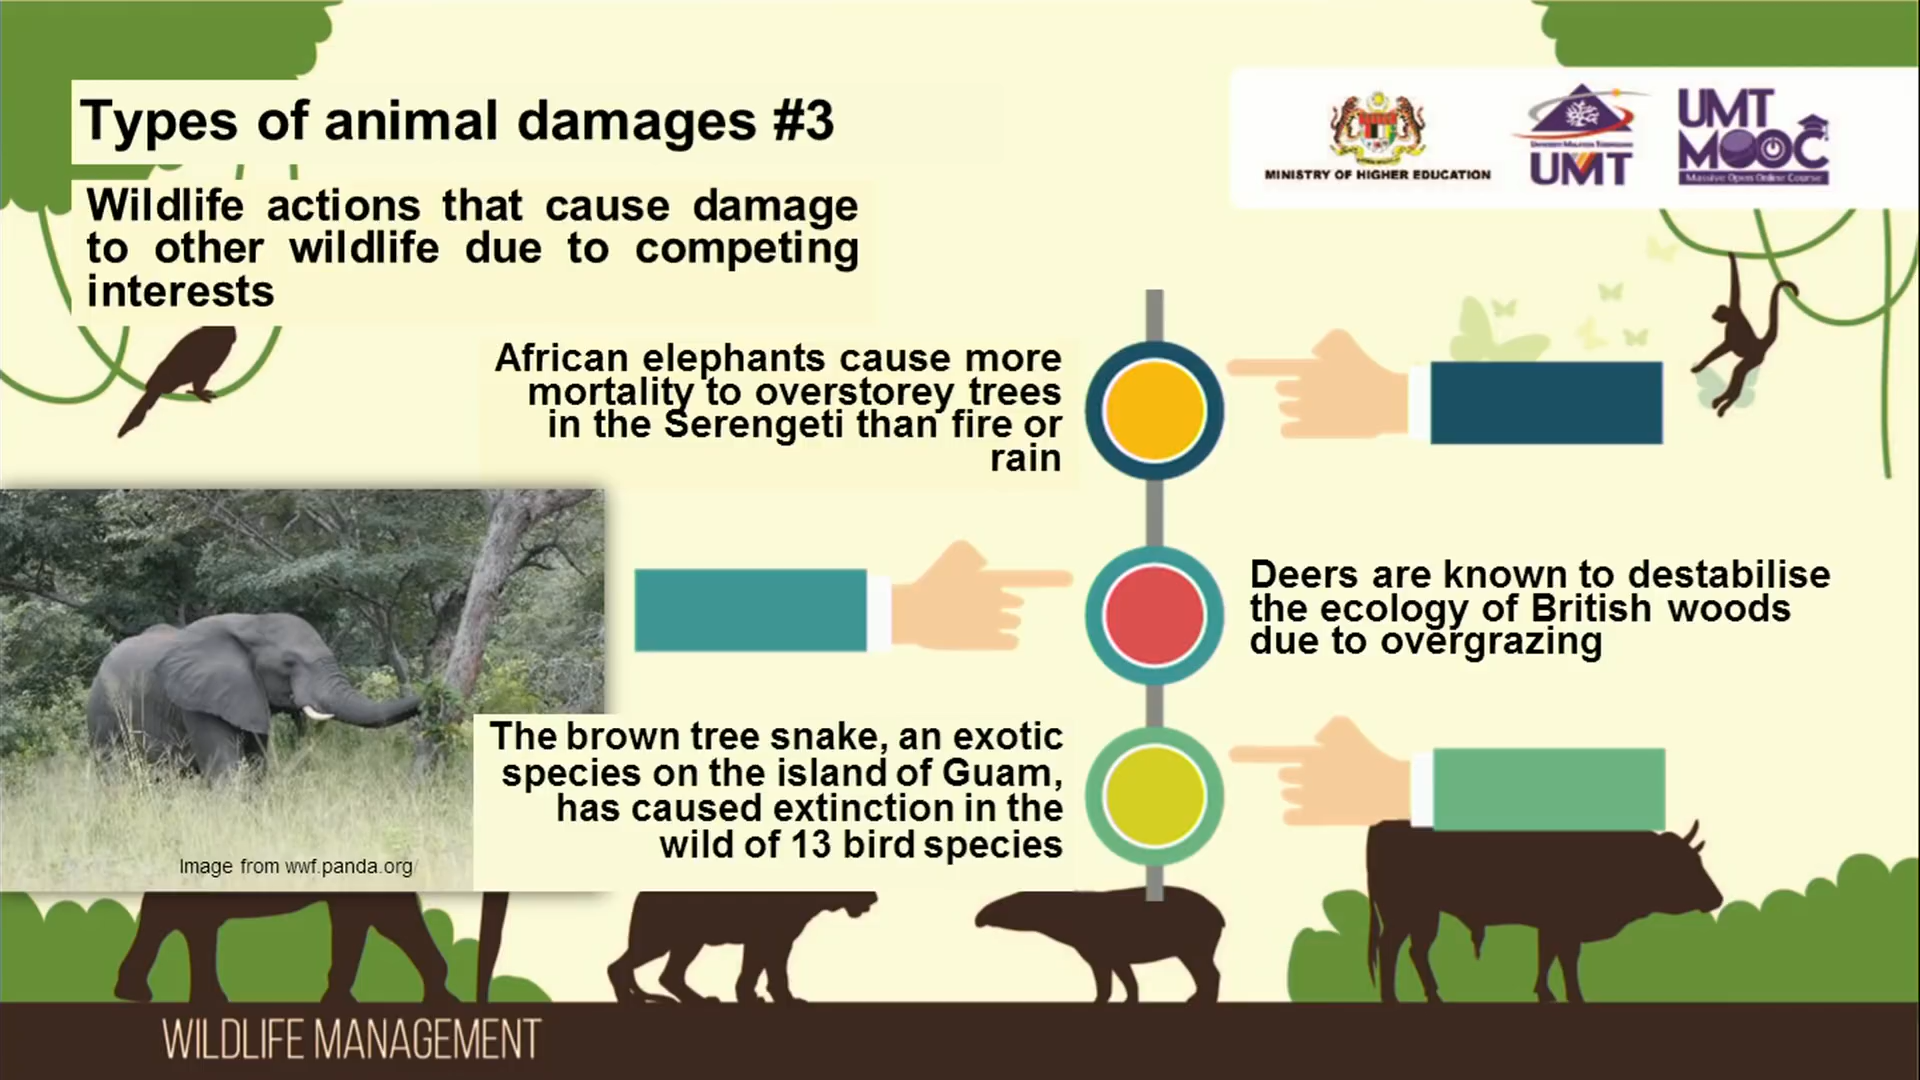 Types of animal damages #3
Wildlife actions that cause damage
to other wildlife due to competing
interests
MINISTRY OF HIGHER EDUCATION
UNIVERSITI MALAYSIA TERENGGANU
UMT
UMT
MOOC
Massive Open Online Course
African elephants cause more
mortality to overstorey trees
in the Serengeti than fire or
rain
Deers are known to destabilise
the ecology of British woods
due to overgrazing
The brown tree snake, an exotic
species on the island of Guam,
has caused extinction in the
wild of 13 bird species
Image from wwf.panda.org/
WILDLIFE MANAGEMENT